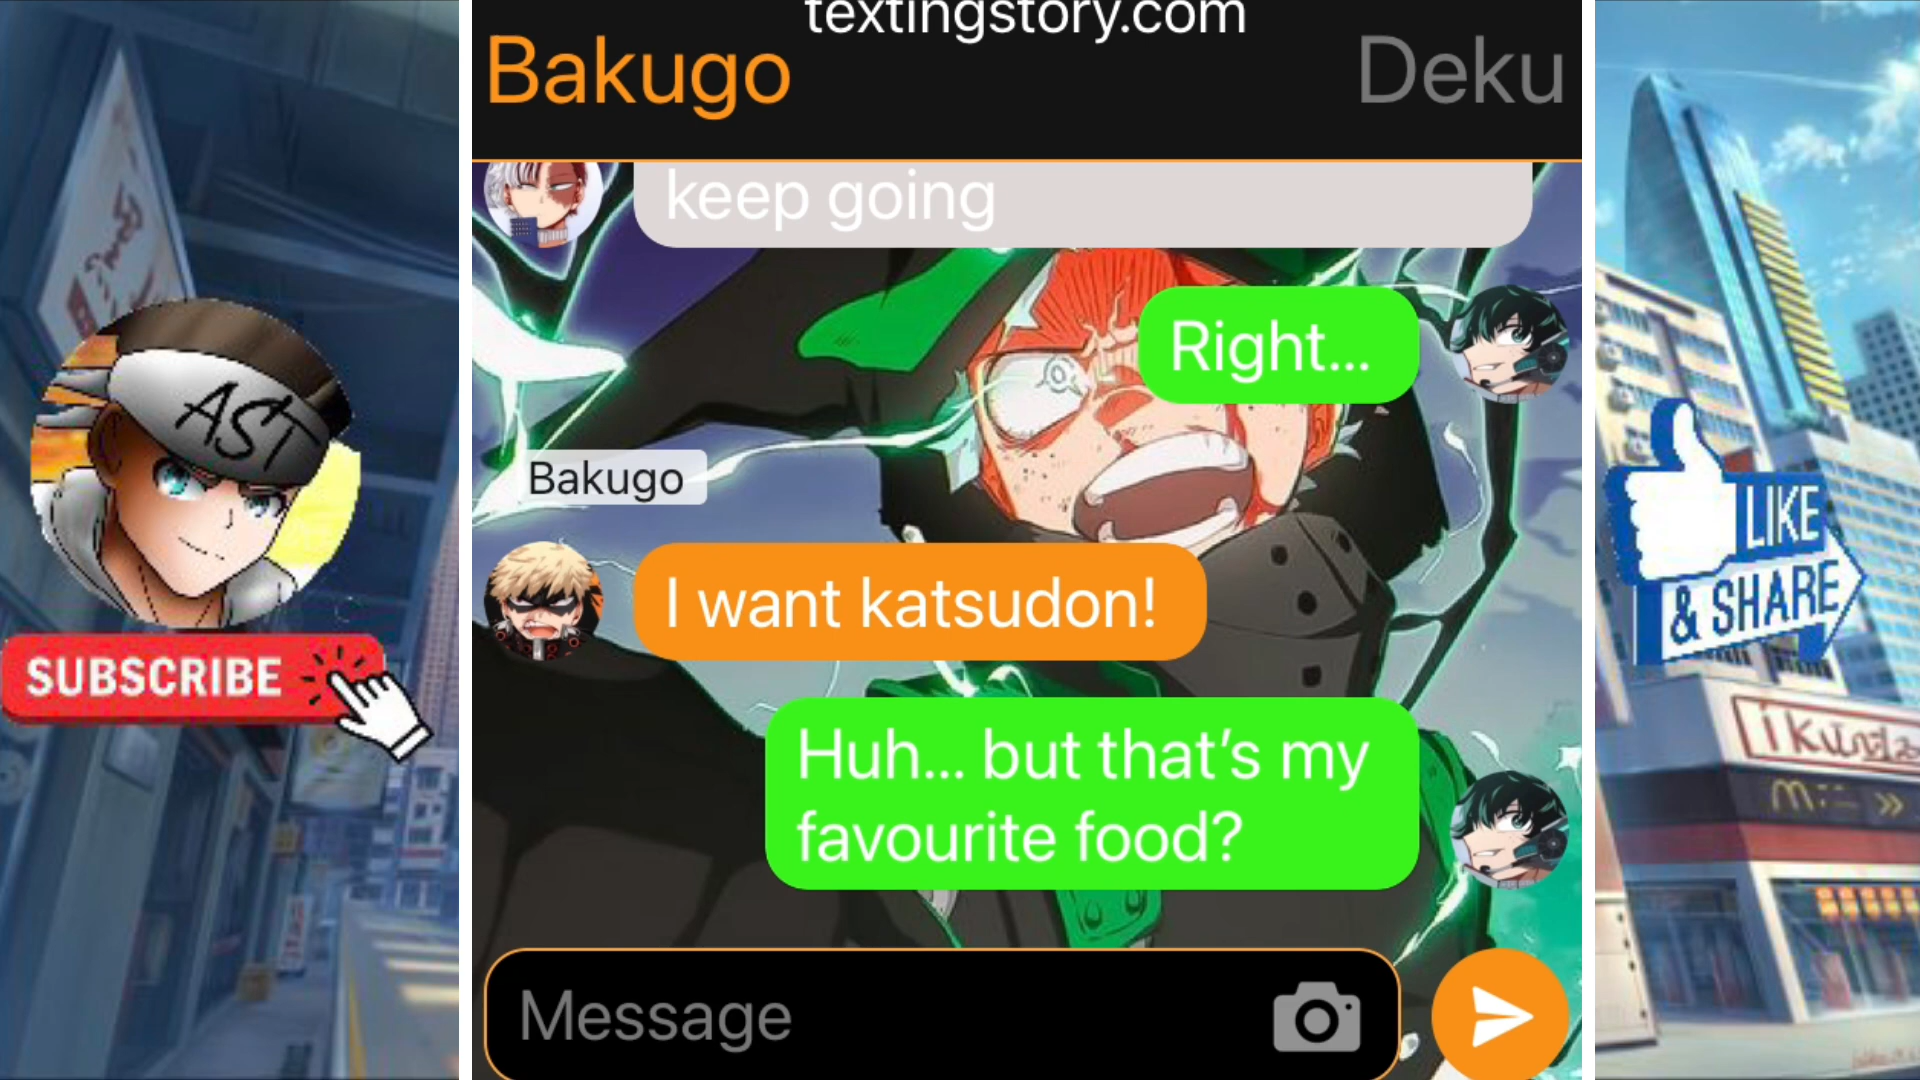 textingstory.com
Bakugo
Deku
keep going
Right...
Bakugo
I want katsudon!
Huh... but that’s my
favourite food?
Message
AST
SUBSCRIBE
LIKE
& SHARE